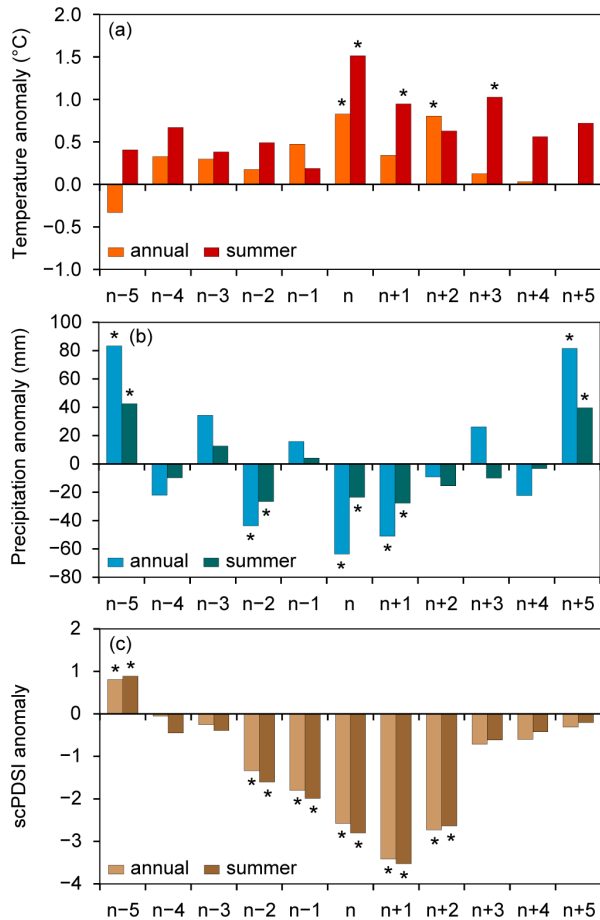 (a)
Temperature anomaly (°C)
2.0
1.5
1.0
0.5
0.0
−0.5
−1.0
* * * * *
annual summer
n−5 n−4 n−3 n−2 n−1 n n+1 n+2 n+3 n+4 n+5
(b)
Precipitation anomaly (mm)
100
80
60
40
20
0
−20
−40
−60
−80
* * * * * * * * * *
annual summer
n−5 n−4 n−3 n−2 n−1 n n+1 n+2 n+3 n+4 n+5
(c)
scPDSI anomaly
2
1
0
−1
−2
−3
−4
* * * * * * * * * * * *
annual summer
n−5 n−4 n−3 n−2 n−1 n n+1 n+2 n+3 n+4 n+5